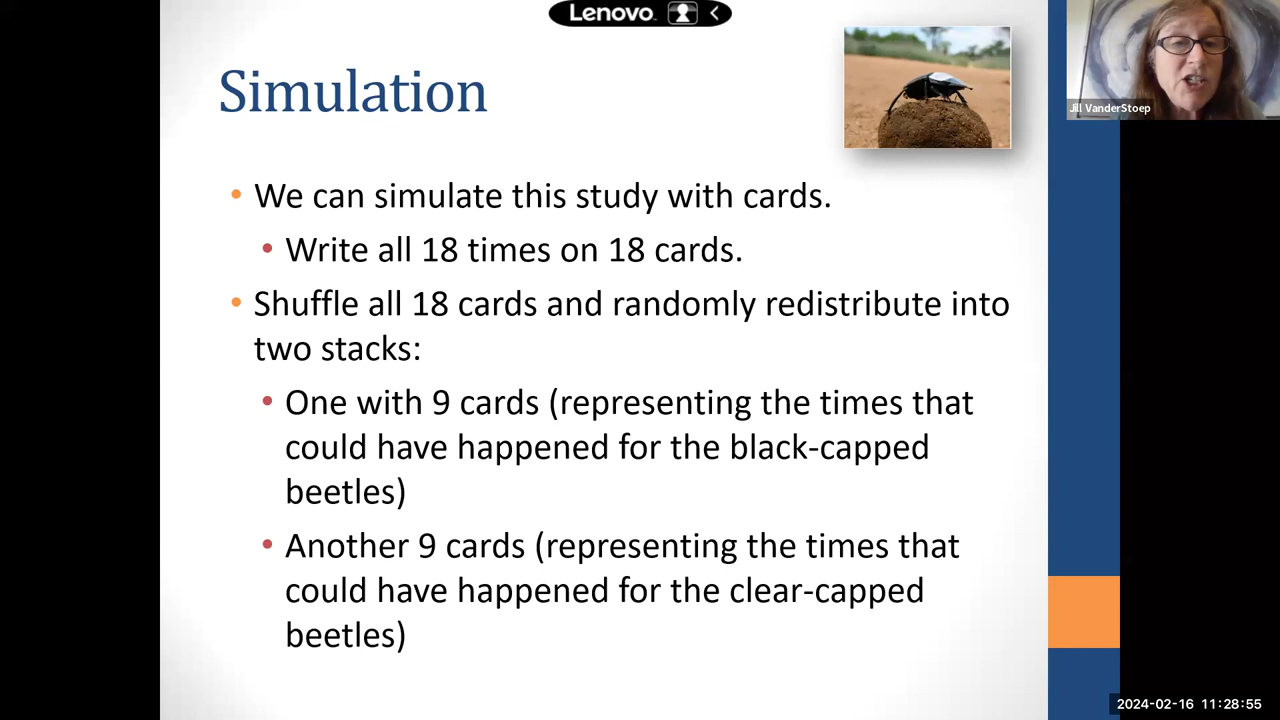 Lenovo
Simulation
Jill VanderStoep
• We can simulate this study with cards.
• Write all 18 times on 18 cards.
• Shuffle all 18 cards and randomly redistribute into
two stacks:
• One with 9 cards (representing the times that
could have happened for the black-capped
beetles)
• Another 9 cards (representing the times that
could have happened for the clear-capped
beetles)
2024-02-16 11:28:55